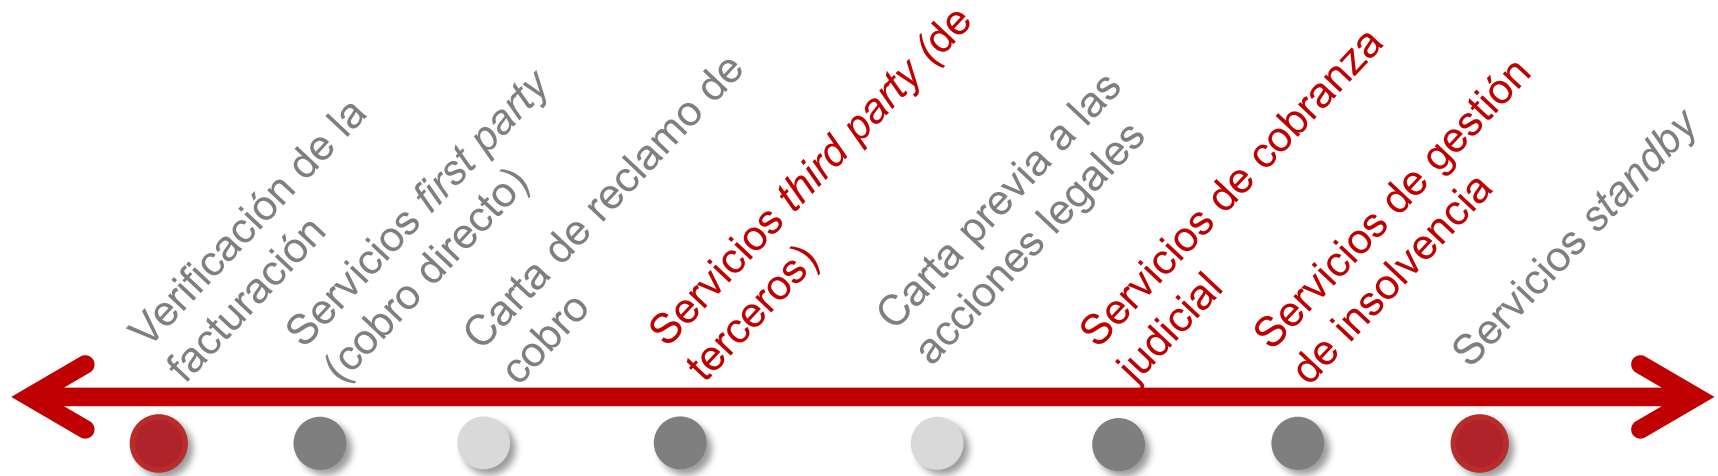 Verificación de la
facturación
Servicios first party
(cobro directo)
Carta de reclamo de
cobro
Servicios third party (de
terceros)
Carta previa a las
acciones legales
Servicios de cobranza
judicial
Servicios de gestión
de insolvencia
Servicios standby